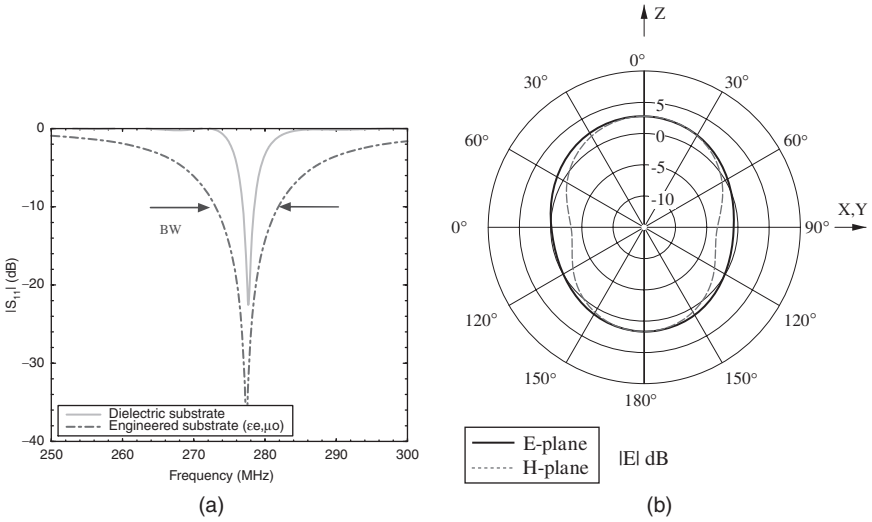 0
−10
−20
−30
−40
|S11| (dB)
BW
Dielectric substrate
Engineered substrate (εe,μo)
250
260
270
280
290
300
Frequency (MHz)
(a)
Z
0°
30°
30°
60°
60°
0°
90°
X,Y
120°
120°
150°
150°
180°
5
0
-5
-10
E-plane
H-plane
|E| dB
(b)